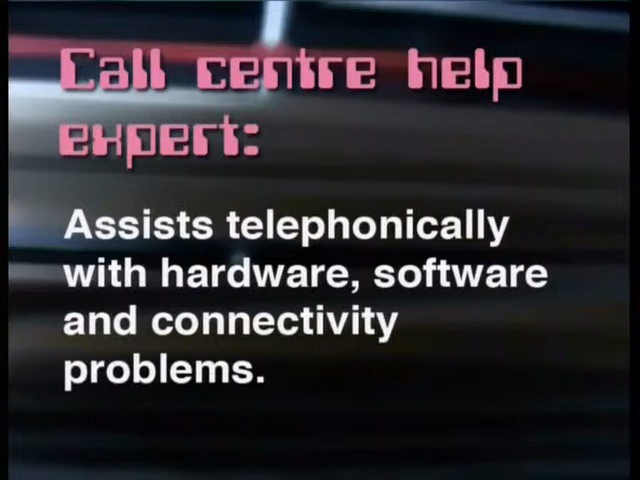 Call centre help
expert:
Assists telephonically
with hardware, software
and connectivity
problems.